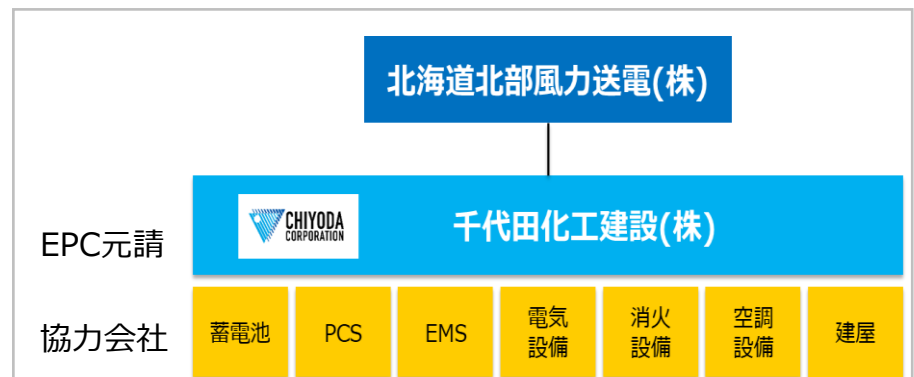 北海道北部風力送電(株)
CHIYODA
CORPORATION
千代田化工建設(株)
EPC元請
協力会社
蓄電池
PCS
EMS
電気
設備
消火
設備
空調
設備
建屋